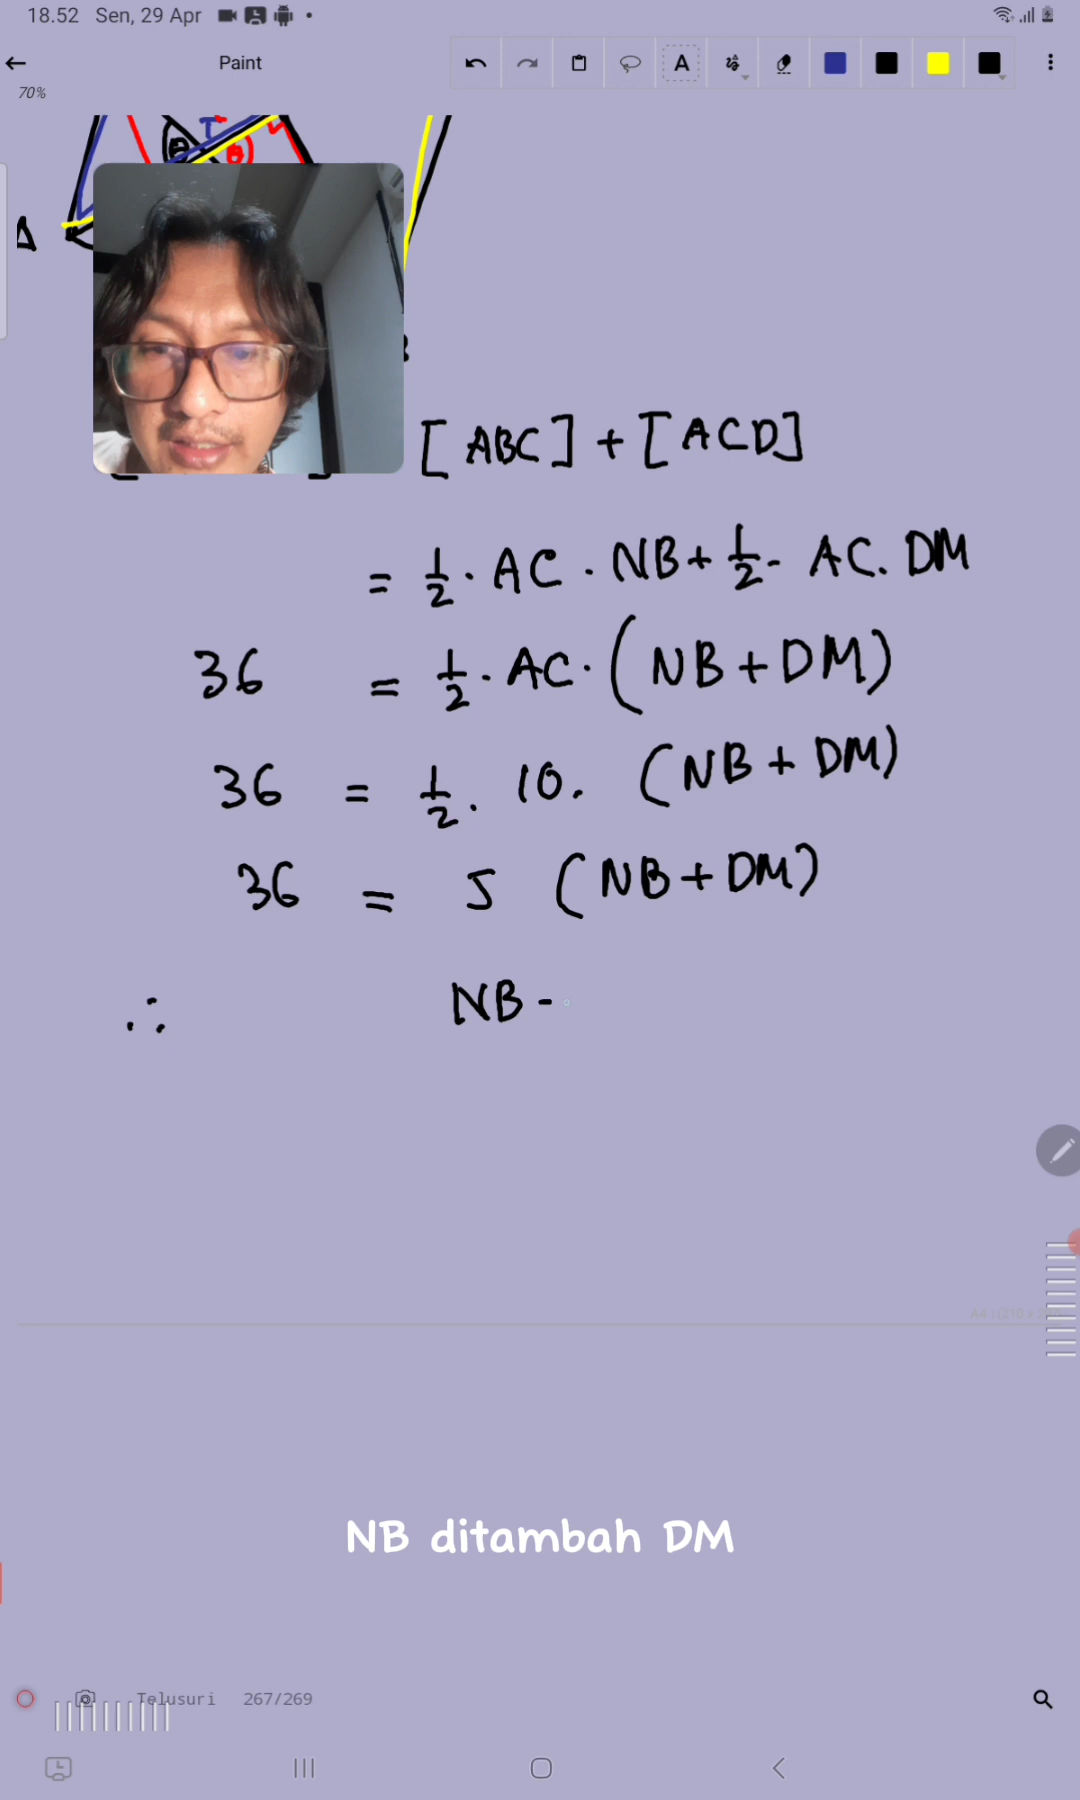 18.52 Sen, 29 Apr
Paint
A
70%
[ABC] + [ACD]
= 1/2 · AC · NB + 1/2 · AC. DM
36 = 1/2 · AC · (NB + DM)
36 = 1/2 . 10. (NB + DM)
36 = 5 (NB + DM)
∴ NB -
NB ditambah DM
Telusuri 267/269